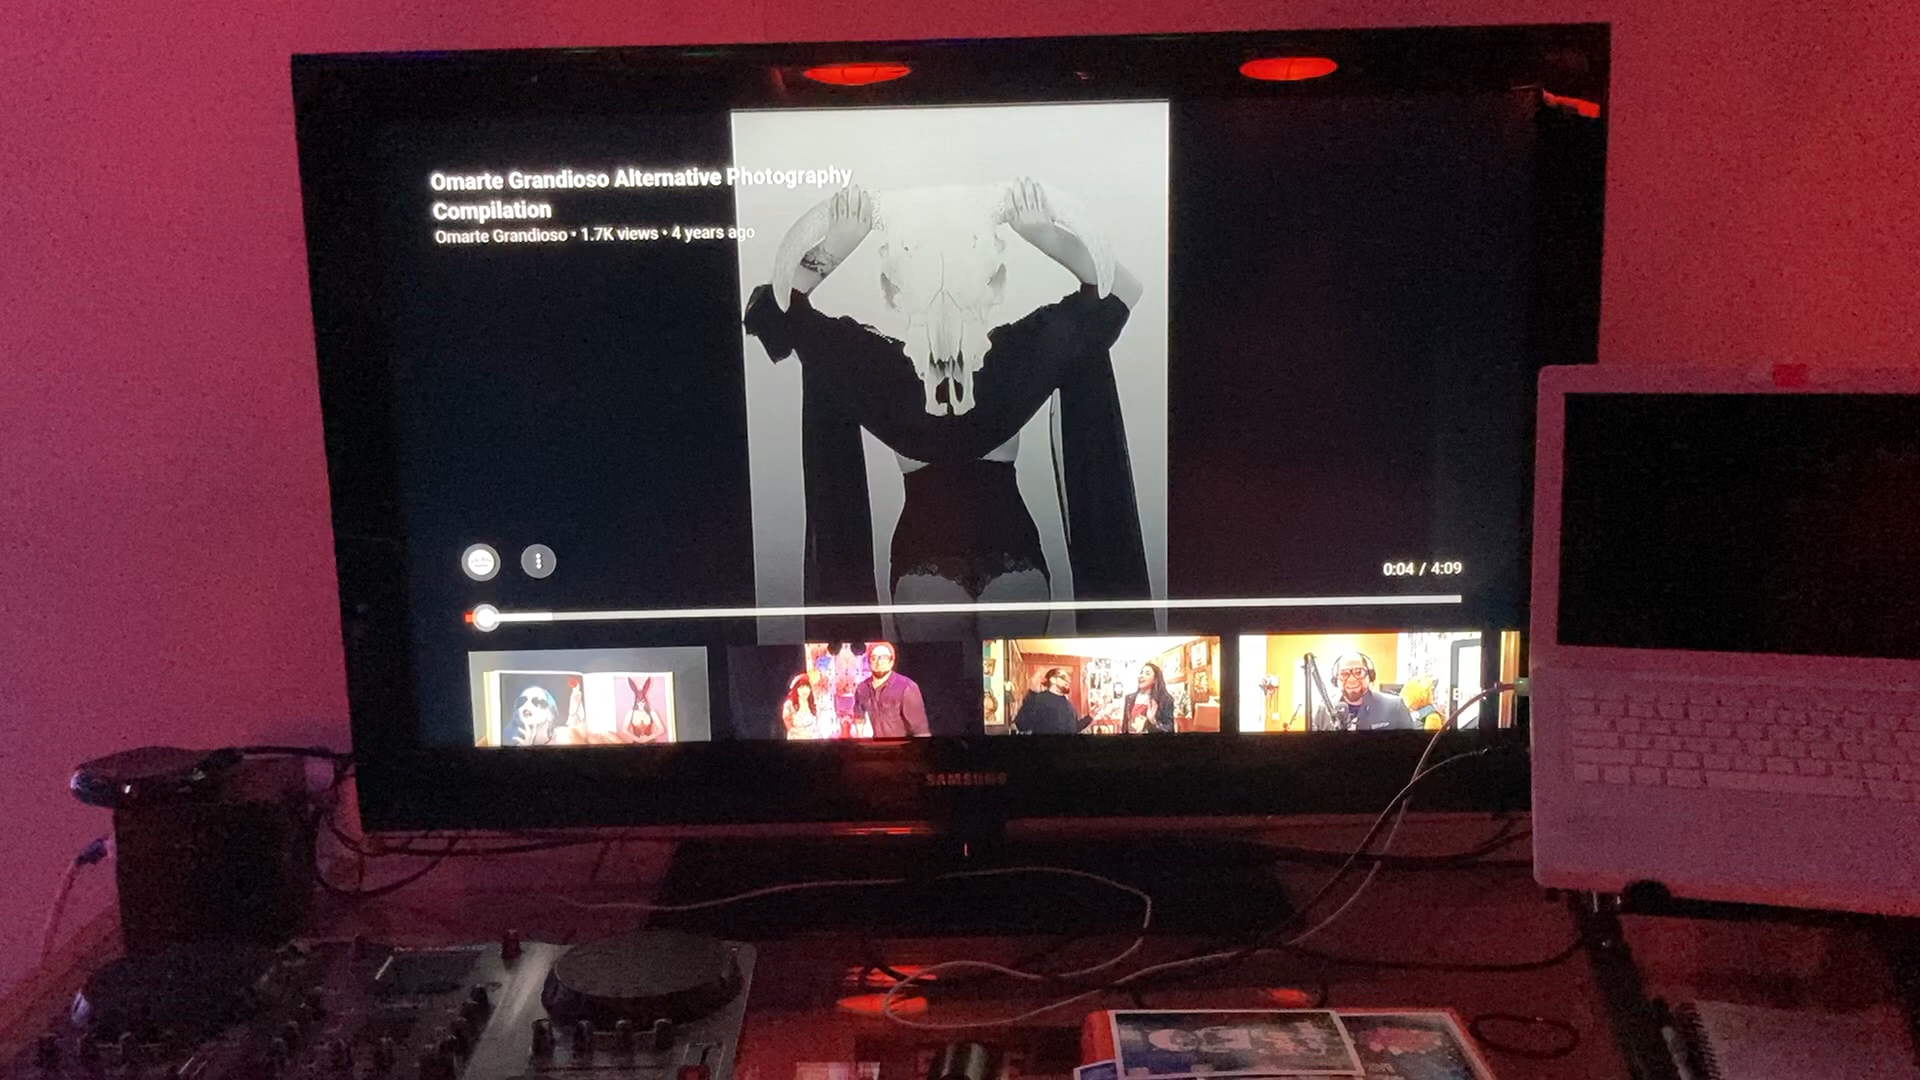 Omarte Grandioso Alternative Photography
Compilation
Omarte Grandioso • 1.7K views • 4 years ago
0:04 / 4:09
SAMSUNG